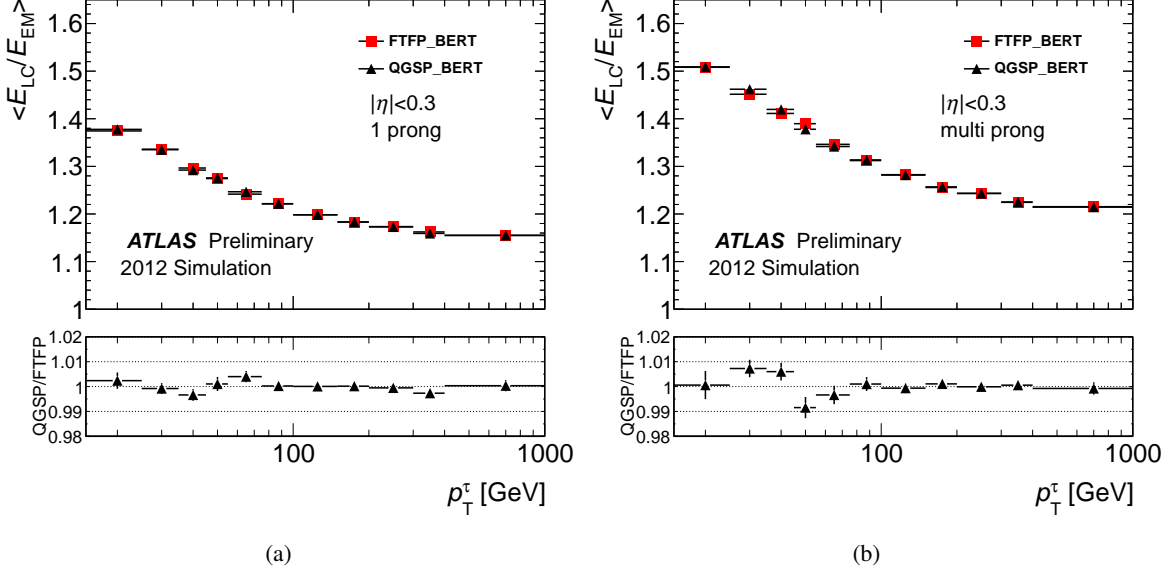 <E_LC/E_EM>
1.6
1.5
1.4
1.3
1.2
1.1
1
FTFP_BERT
QGSP_BERT
|η|<0.3
1 prong
ATLAS Preliminary
2012 Simulation
QGSP/FTFP
1.02
1.01
1
0.99
0.98
100
1000
p_T^τ [GeV]
(a)
<E_LC/E_EM>
1.6
1.5
1.4
1.3
1.2
1.1
1
FTFP_BERT
QGSP_BERT
|η|<0.3
multi prong
ATLAS Preliminary
2012 Simulation
QGSP/FTFP
1.02
1.01
1
0.99
0.98
100
1000
p_T^τ [GeV]
(b)